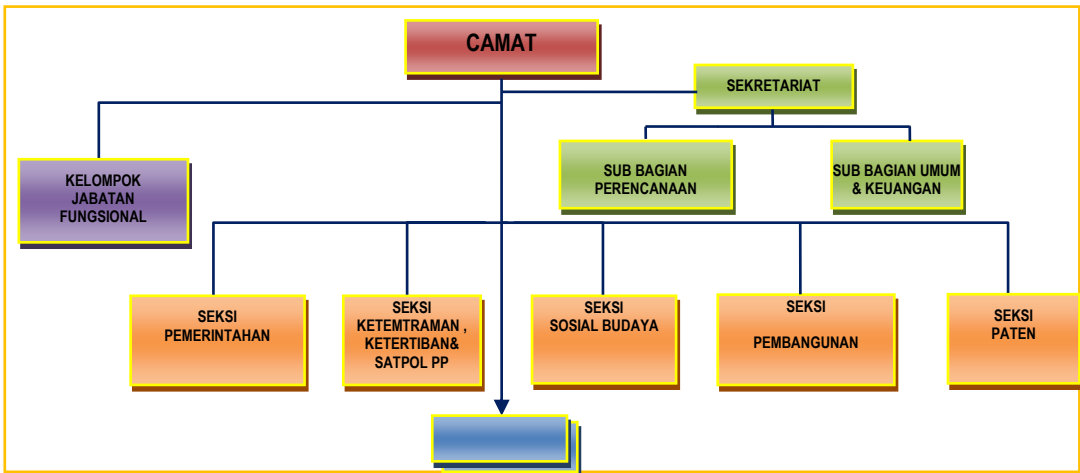 CAMAT
SEKRETARIAT
KELOMPOK
JABATAN
FUNGSIONAL
SUB BAGIAN
PERENCANAAN
SUB BAGIAN UMUM
& KEUANGAN
SEKSI
PEMERINTAHAN
SEKSI
KETEMTRAMAN ,
KETERTIBAN&
SATPOL PP
SEKSI
SOSIAL BUDAYA
SEKSI
PEMBANGUNAN
SEKSI
PATEN